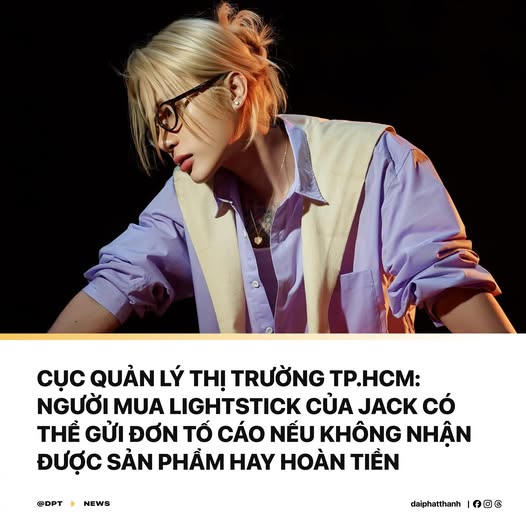 CỤC QUẢN LÝ THỊ TRƯỜNG TP.HCM:
NGƯỜI MUA LIGHTSTICK CỦA JACK CÓ
THỂ GỬI ĐƠN TỐ CÁO NẾU KHÔNG NHẬN
ĐƯỢC SẢN PHẨM HAY HOÀN TIỀN
@DPT NEWS daiphatthanh |